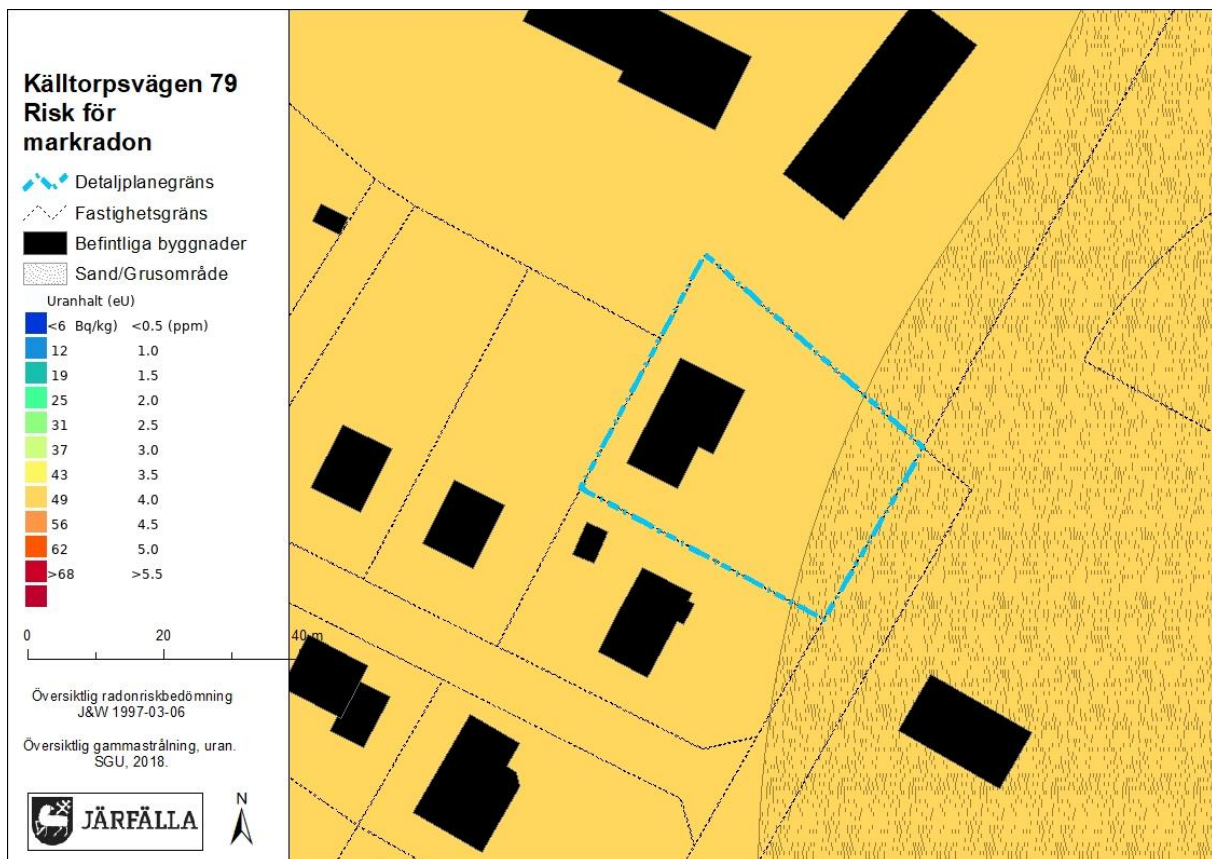 Källtorpsvägen 79
Risk för
markradon
Detaljplanegräns
Fastighetsgräns
Befintliga byggnader
Sand/Grusområde
Uranhalt (eU)
<6 Bq/kg) <0.5 (ppm)
12 1.0
19 1.5
25 2.0
31 2.5
37 3.0
43 3.5
49 4.0
56 4.5
62 5.0
>68 >5.5
0 20 40 m
Översiktlig radonriskbedömning
J&W 1997-03-06
Översiktlig gammastrålning, uran.
SGU, 2018.
JÄRFÄLLA
N